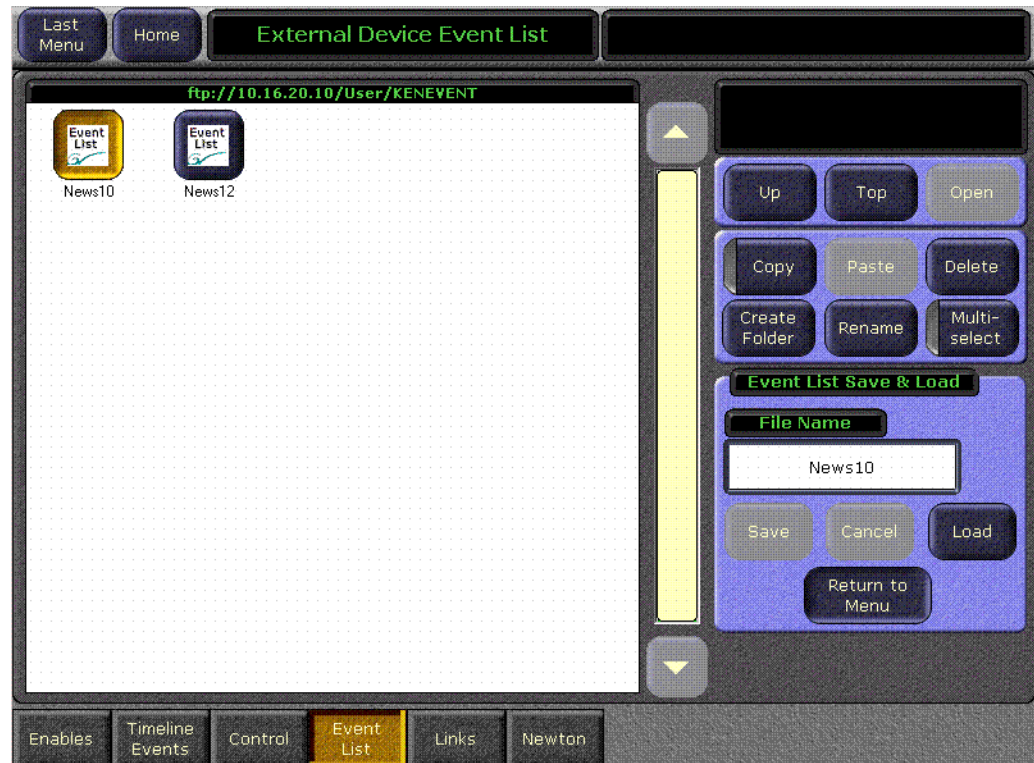 Last
Menu
Home
External Device Event List
ftp://10.16.20.10/User/KENEVENT
Event
List
News10
Event
List
News12
Up
Top
Open
Copy
Paste
Delete
Create
Folder
Rename
Multi-
select
Event List Save & Load
File Name
News10
Save
Cancel
Load
Return to
Menu
Enables
Timeline
Events
Control
Event
List
Links
Newton